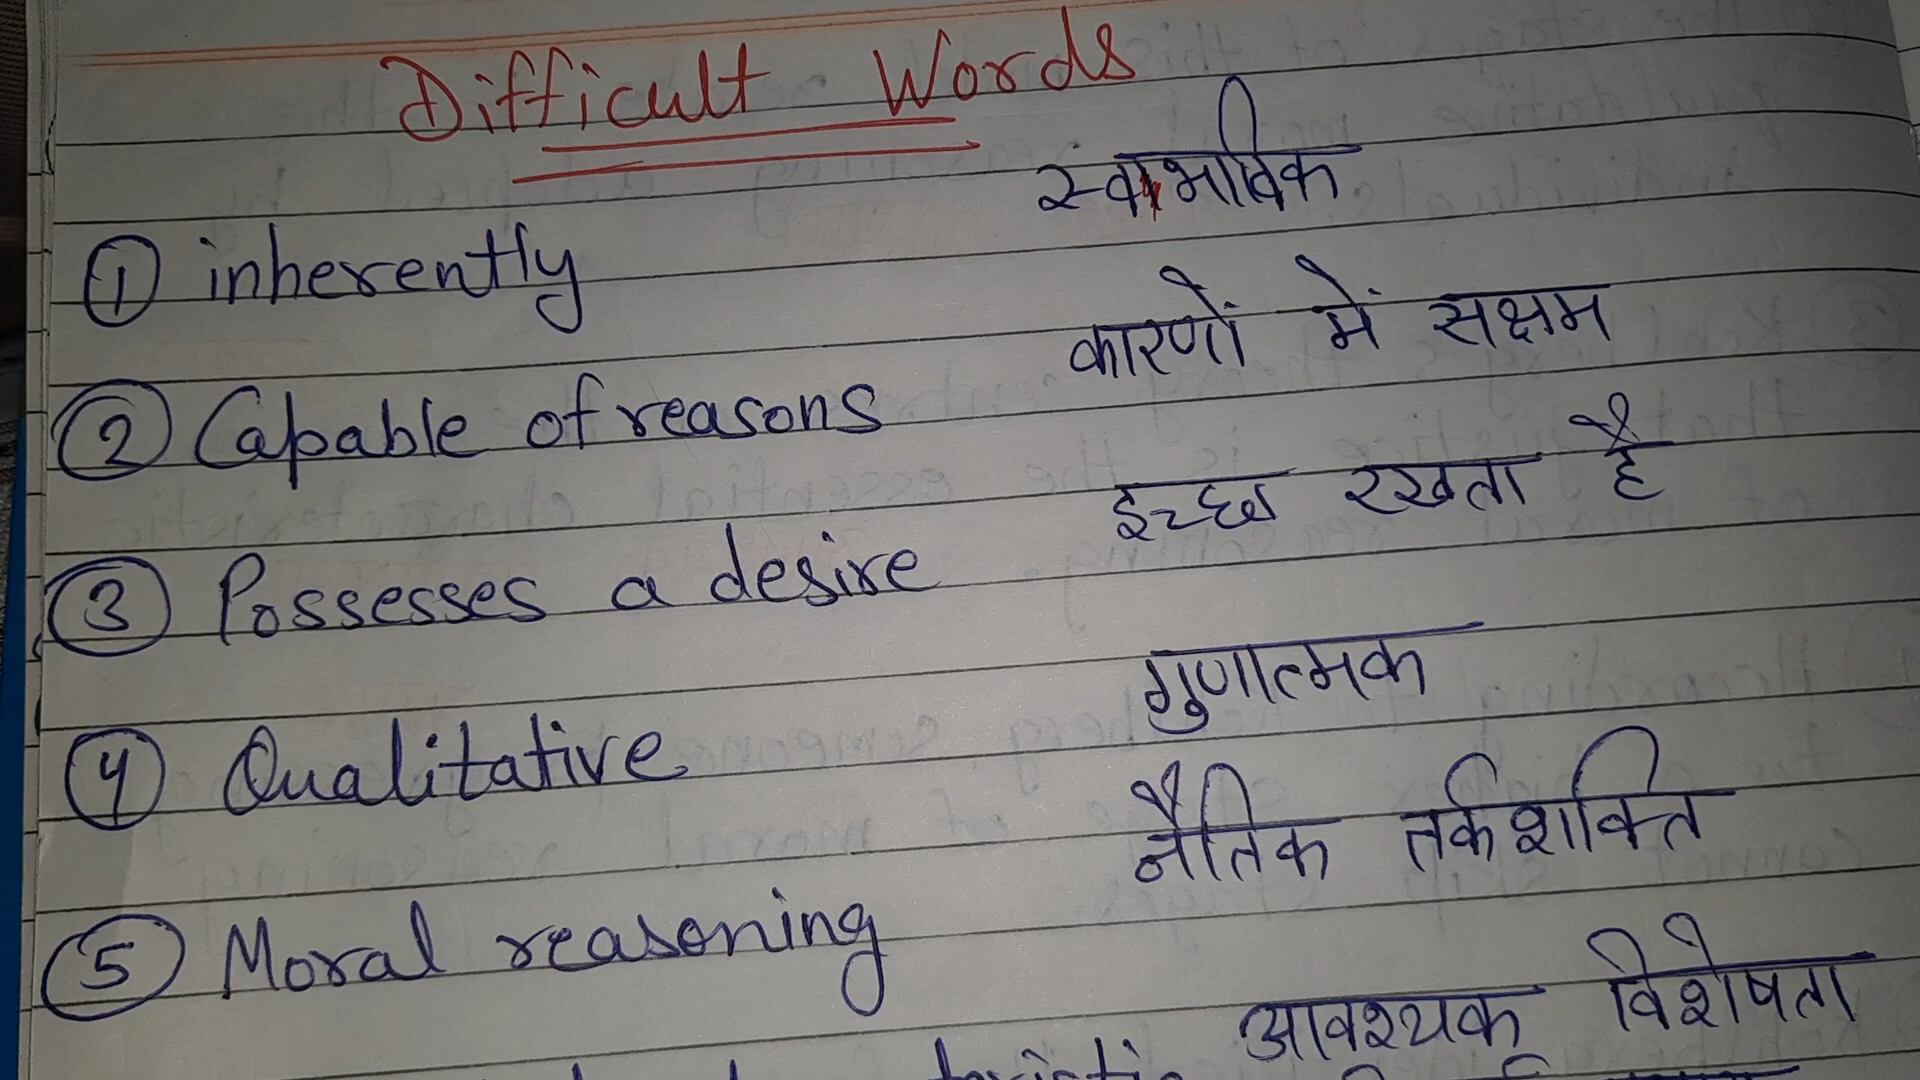 Difficult Words
① inherently स्वाभाविक
② Capable of reasons कारणों में सक्षम
③ Possesses a desire इच्छा रखता है
④ Qualitative गुणात्मक
⑤ Moral reasoning नैतिक तर्कशक्ति
आवश्यक विशेषता